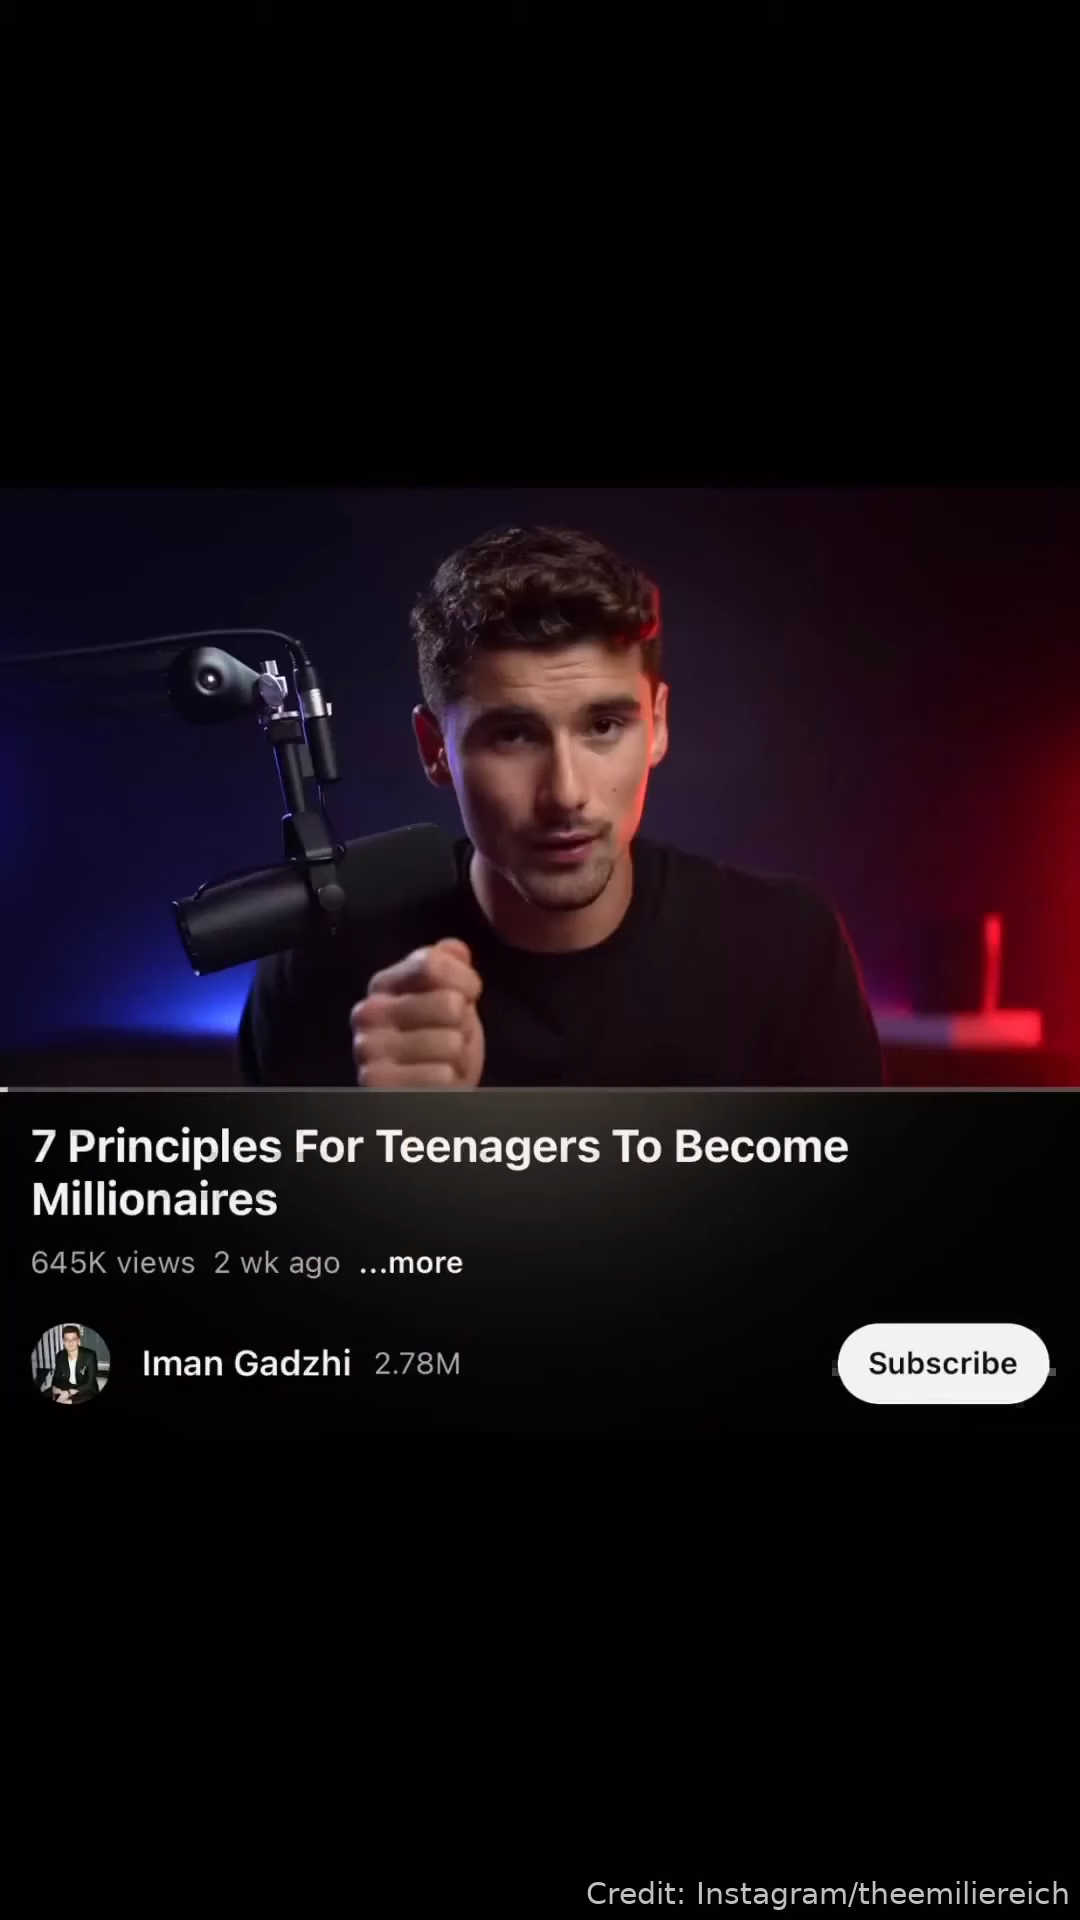 7 Principles For Teenagers To Become
Millionaires
645K views 2 wk ago ...more
Iman Gadzhi 2.78M
Subscribe
Credit: Instagram/theemiliereich